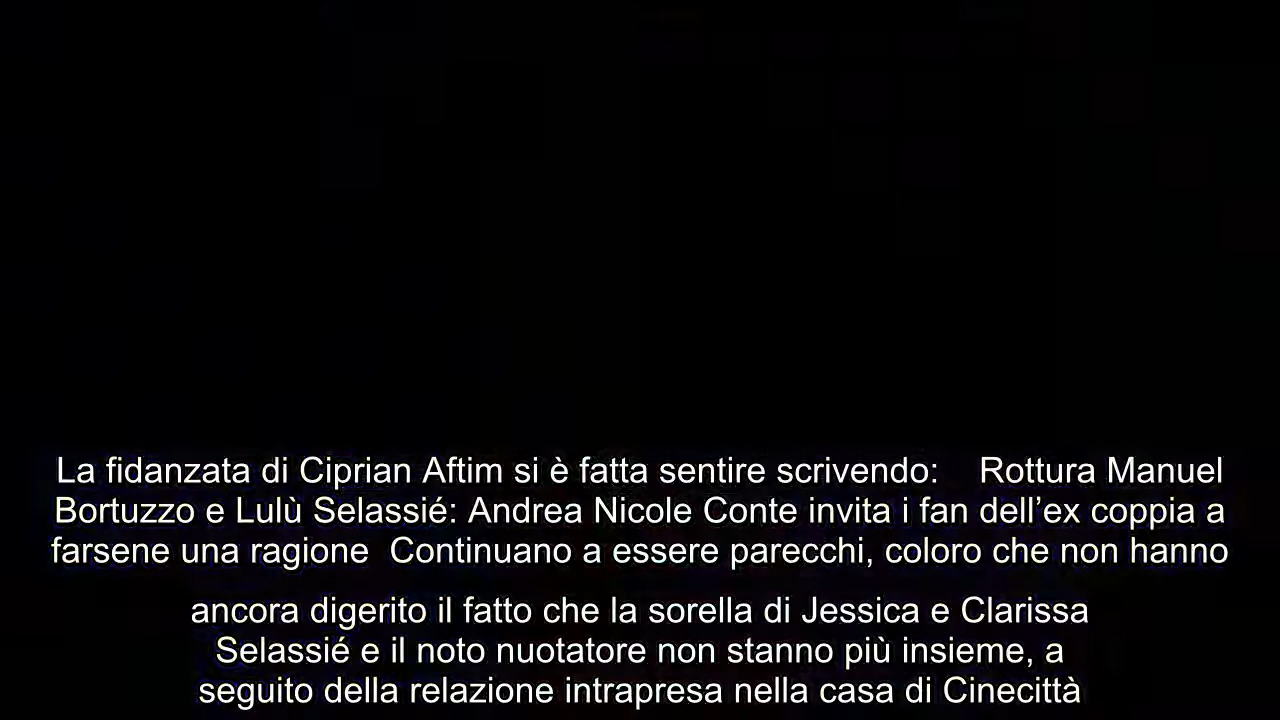 La fidanzata di Ciprian Aftim si è fatta sentire scrivendo:    Rottura Manuel
Bortuzzo e Lulù Selassié: Andrea Nicole Conte invita i fan dell’ex coppia a
farsene una ragione  Continuano a essere parecchi, coloro che non hanno
ancora digerito il fatto che la sorella di Jessica e Clarissa
Selassié e il noto nuotatore non stanno più insieme, a
seguito della relazione intrapresa nella casa di Cinecittà